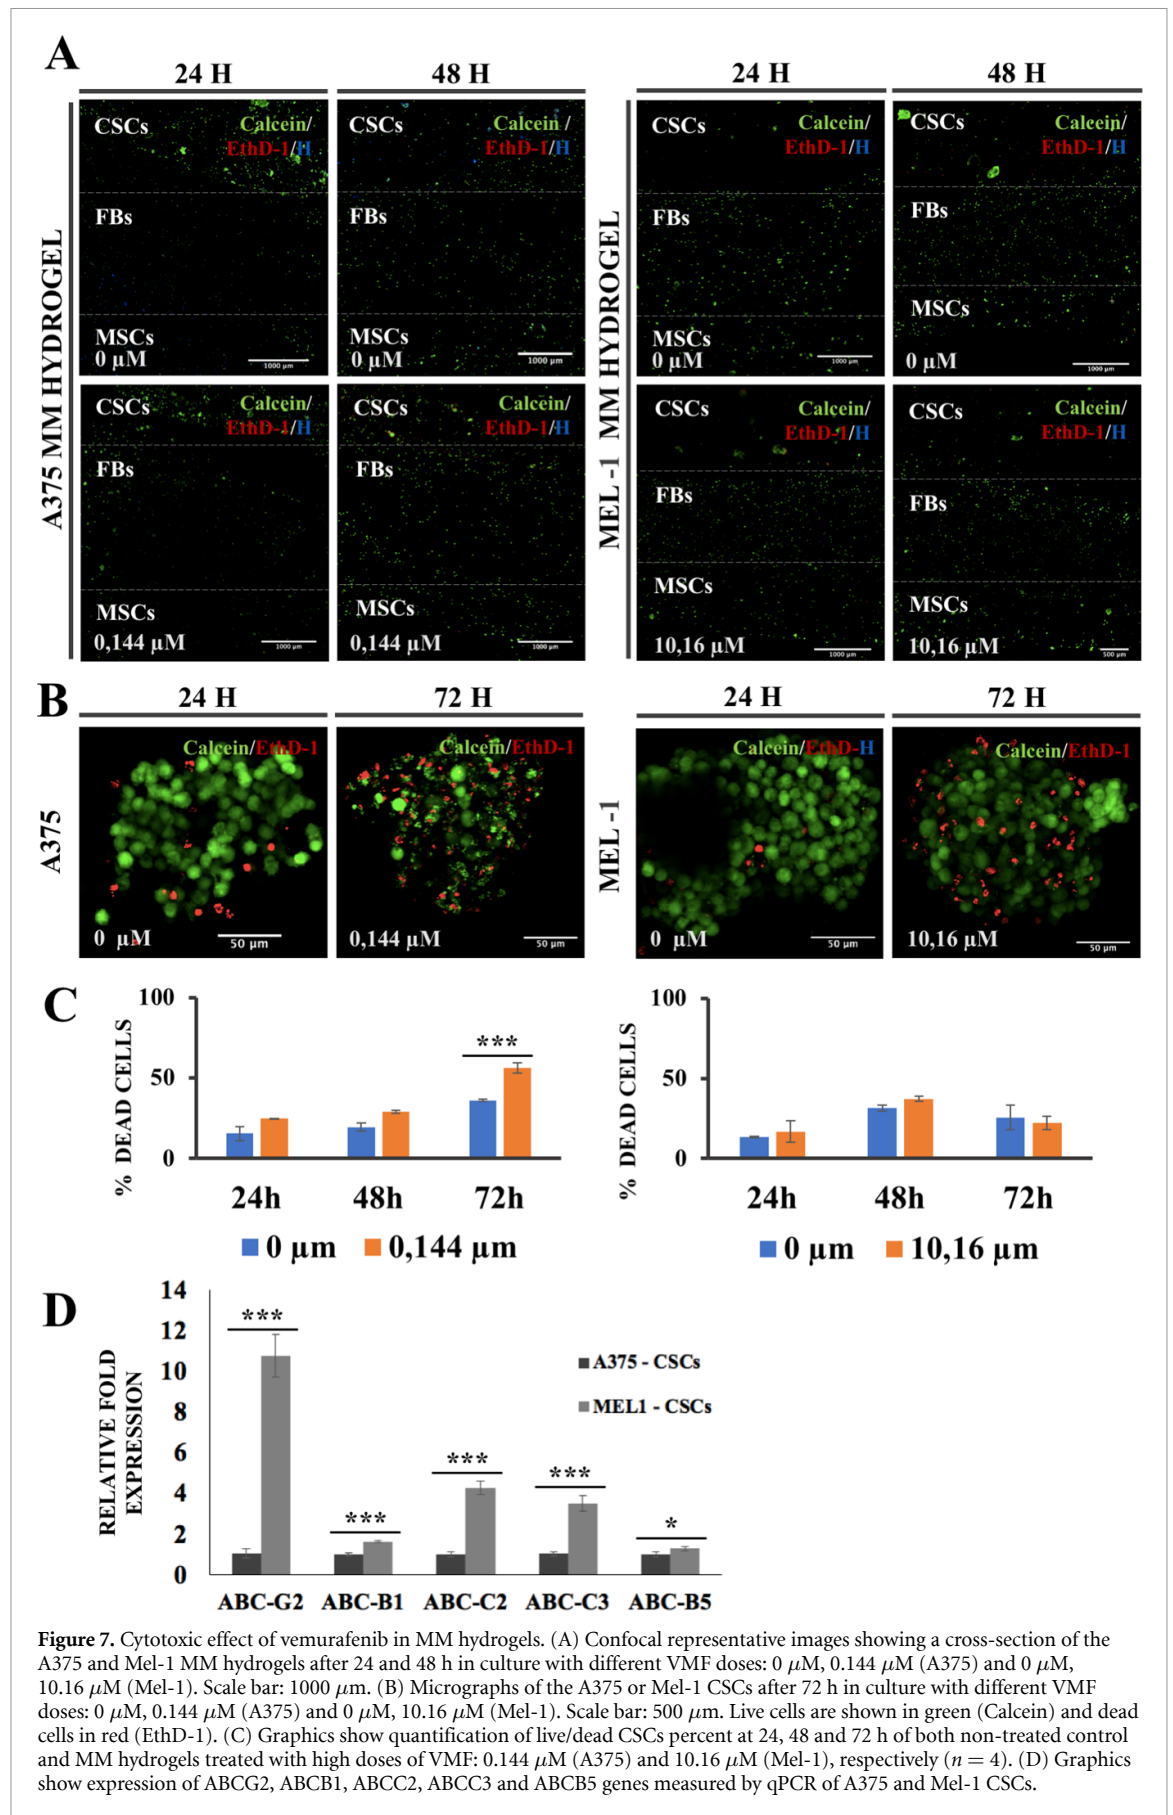 A
24 H
48 H
24 H
48 H
A375 MM HYDROGEL
CSCs
Calcein/
EthD-1/H
FBs
MSCs
0 µM
1000 µm
CSCs
Calcein /
EthD-1/H
FBs
MSCs
0 µM
1000 µm
MEL -1 MM HYDROGEL
CSCs
Calcein/
EthD-1/H
FBs
MSCs
0 µM
1000 µm
CSCs
Calcein/
EthD-1/H
FBs
MSCs
0 µM
1000 µm
CSCs
Calcein/
EthD-1/H
FBs
MSCs
0,144 µM
1000 µm
CSCs
Calcein/
EthD-1/H
FBs
MSCs
0,144 µM
1000 µm
CSCs
Calcein/
EthD-1/H
FBs
MSCs
10,16 µM
1000 µm
CSCs
Calcein/
EthD-1/H
FBs
MSCs
10,16 µM
500 µm
B
24 H
72 H
24 H
72 H
A375
Calcein/EthD-1
0 µM
50 µm
Calcein/EthD-1
0,144 µM
50 µm
MEL -1
Calcein/EthD-H
0 µM
50 µm
Calcein/EthD-1
10,16 µM
50 µm
C
% DEAD CELLS
100
50
0
***
24h
48h
72h
0 µm
0,144 µm
% DEAD CELLS
100
50
0
24h
48h
72h
0 µm
10,16 µm
D
RELATIVE FOLD
EXPRESSION
14
12
10
8
6
4
2
0
***
***
***
***
*
A375 - CSCs
MEL1 - CSCs
ABC-G2
ABC-B1
ABC-C2
ABC-C3
ABC-B5
Figure 7. Cytotoxic effect of vemurafenib in MM hydrogels. (A) Confocal representative images showing a cross-section of the
A375 and Mel-1 MM hydrogels after 24 and 48 h in culture with different VMF doses: 0 µM, 0.144 µM (A375) and 0 µM,
10.16 µM (Mel-1). Scale bar: 1000 µm. (B) Micrographs of the A375 or Mel-1 CSCs after 72 h in culture with different VMF
doses: 0 µM, 0.144 µM (A375) and 0 µM, 10.16 µM (Mel-1). Scale bar: 500 µm. Live cells are shown in green (Calcein) and dead
cells in red (EthD-1). (C) Graphics show quantification of live/dead CSCs percent at 24, 48 and 72 h of both non-treated control
and MM hydrogels treated with high doses of VMF: 0.144 µM (A375) and 10.16 µM (Mel-1), respectively (n = 4). (D) Graphics
show expression of ABCG2, ABCB1, ABCC2, ABCC3 and ABCB5 genes measured by qPCR of A375 and Mel-1 CSCs.